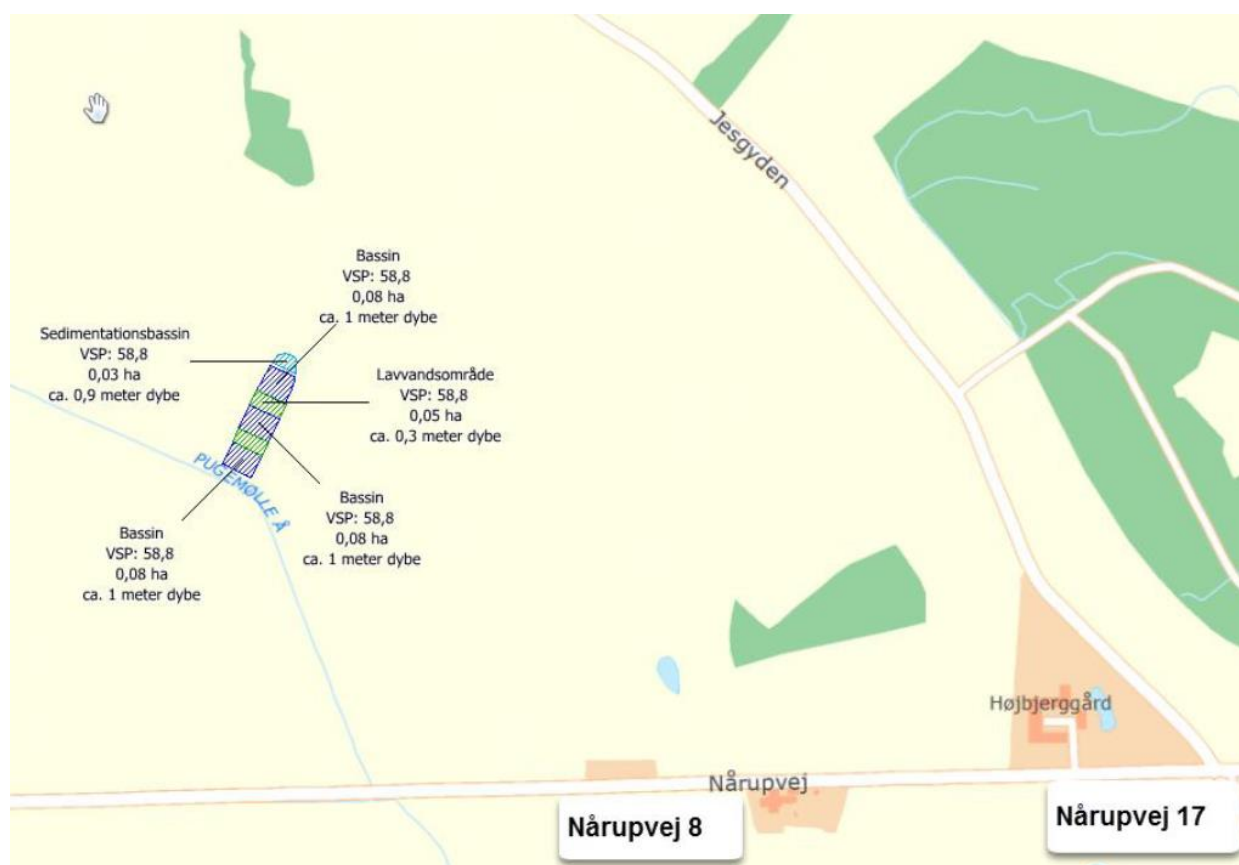 Jesgyden
Bassin
VSP: 58,8
0,08 ha
ca. 1 meter dybe
Sedimentationsbassin
VSP: 58,8
0,03 ha
ca. 0,9 meter dybe
Lavvandsområde
VSP: 58,8
0,05 ha
ca. 0,3 meter dybe
PUGEMØLLE Å
Bassin
VSP: 58,8
0,08 ha
ca. 1 meter dybe
Bassin
VSP: 58,8
0,08 ha
ca. 1 meter dybe
Højbjerggård
Nårupvej
Nårupvej 8
Nårupvej 17